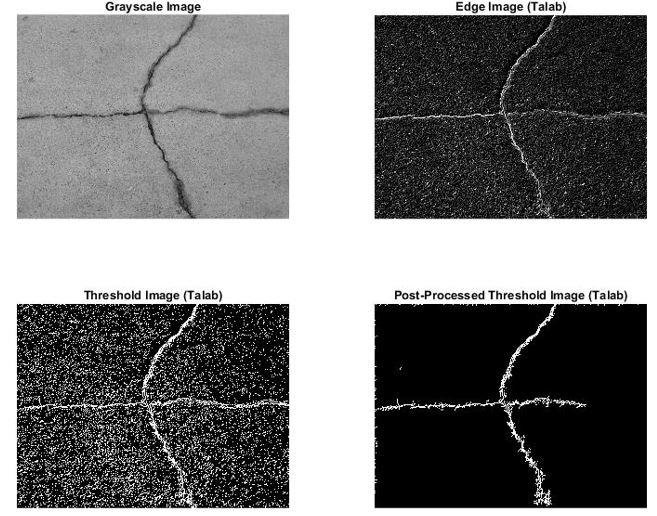 Grayscale Image
Edge Image (Talab)
Threshold Image (Talab)
Post-Processed Threshold Image (Talab)